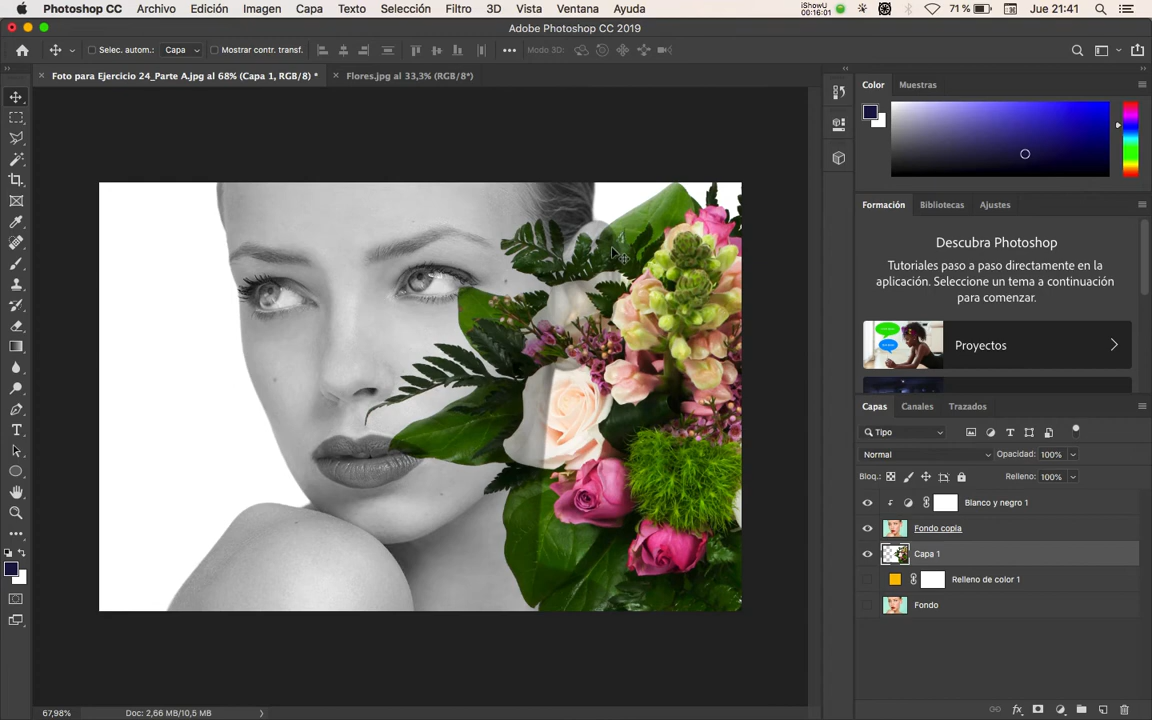 Photoshop CC Archivo Edición Imagen Capa Texto Selección Filtro 3D Vista Ventana Ayuda iShowU 00:16:01 71 % Jue 21:41
Adobe Photoshop CC 2019
Selec. autom.: Capa Mostrar contr. transf. Modo 3D:
Foto para Ejercicio 24_Parte A.jpg al 68% (Capa 1, RGB/8) * Flores.jpg al 33,3% (RGB/8*)
Color Muestras
Formación Bibliotecas Ajustes
Descubra Photoshop
Tutoriales paso a paso directamente en la
aplicación. Seleccione un tema a continuación
para comenzar.
Proyectos
Capas Canales Trazados
Tipo
Normal Opacidad: 100%
Bloq.: Relleno: 100%
Blanco y negro 1
Fondo copia
Capa 1
Relleno de color 1
Fondo
67,98% Doc: 2,66 MB/10,5 MB